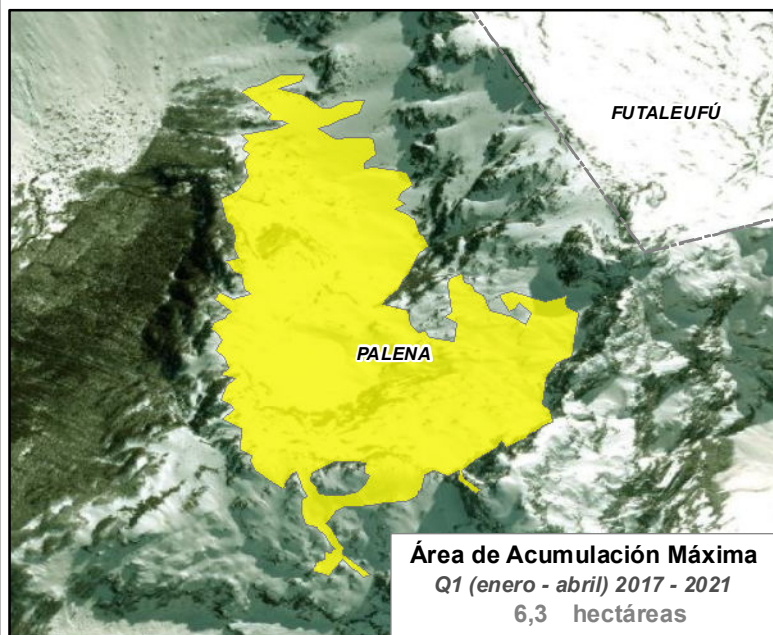 FUTALEUFÚ
PALENA
Área de Acumulación Máxima
Q1 (enero - abril) 2017 - 2021
6,3 hectáreas